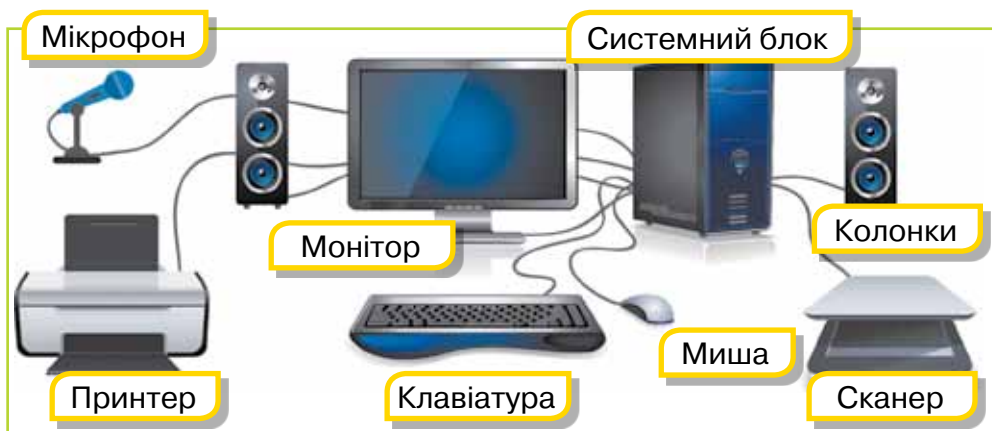 Мікрофон
Системний блок
Монітор
Колонки
Принтер
Клавіатура
Миша
Сканер